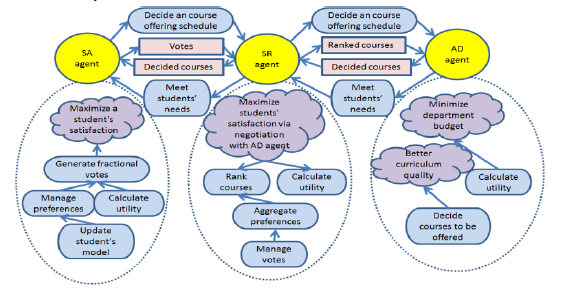 Decide an course
offering schedule
Decide an course
offering schedule
SA
agent
Votes
Decided courses
SR
agent
Ranked courses
Decided courses
AD
agent
Meet
students'
needs
Meet
students'
needs
Maximize a
student's
satisfaction
Generate fractional
votes
Manage
preferences
Calculate
utility
Update
student's
model
Maximize
students'
satisfaction via
negotiation
with AD agent
Rank
courses
Calculate
utility
Aggregate
preferences
Manage
votes
Minimize
department
budget
Better
curriculum
quality
Calculate
utility
Decide
courses to be
offered